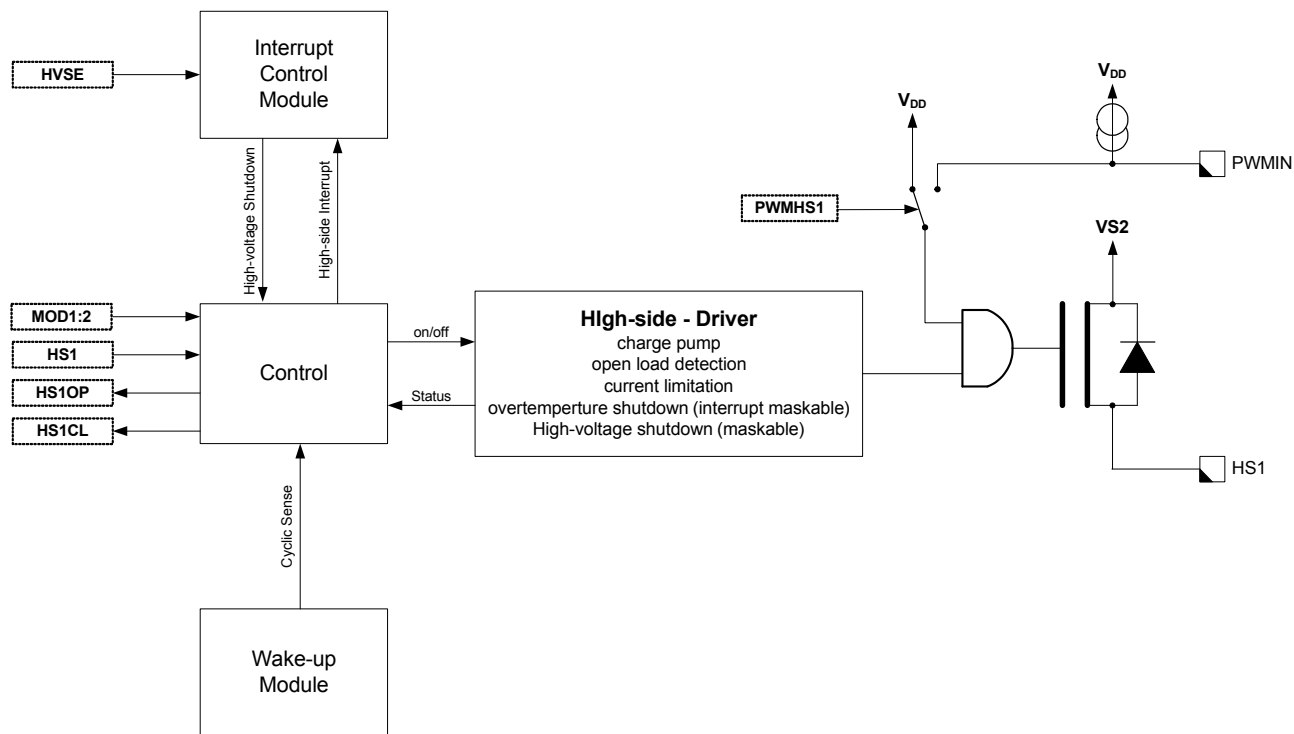 Interrupt
Control
Module
HVSE
High-voltage Shutdown
High-side Interrupt
VDD
VDD
PWMIN
PWMHS1
VS2
MOD1:2
HS1
HS1OP
HS1CL
Control
on/off
Status
HIgh-side - Driver
charge pump
open load detection
current limitation
overtemperture shutdown (interrupt maskable)
High-voltage shutdown (maskable)
HS1
Cyclic Sense
Wake-up
Module